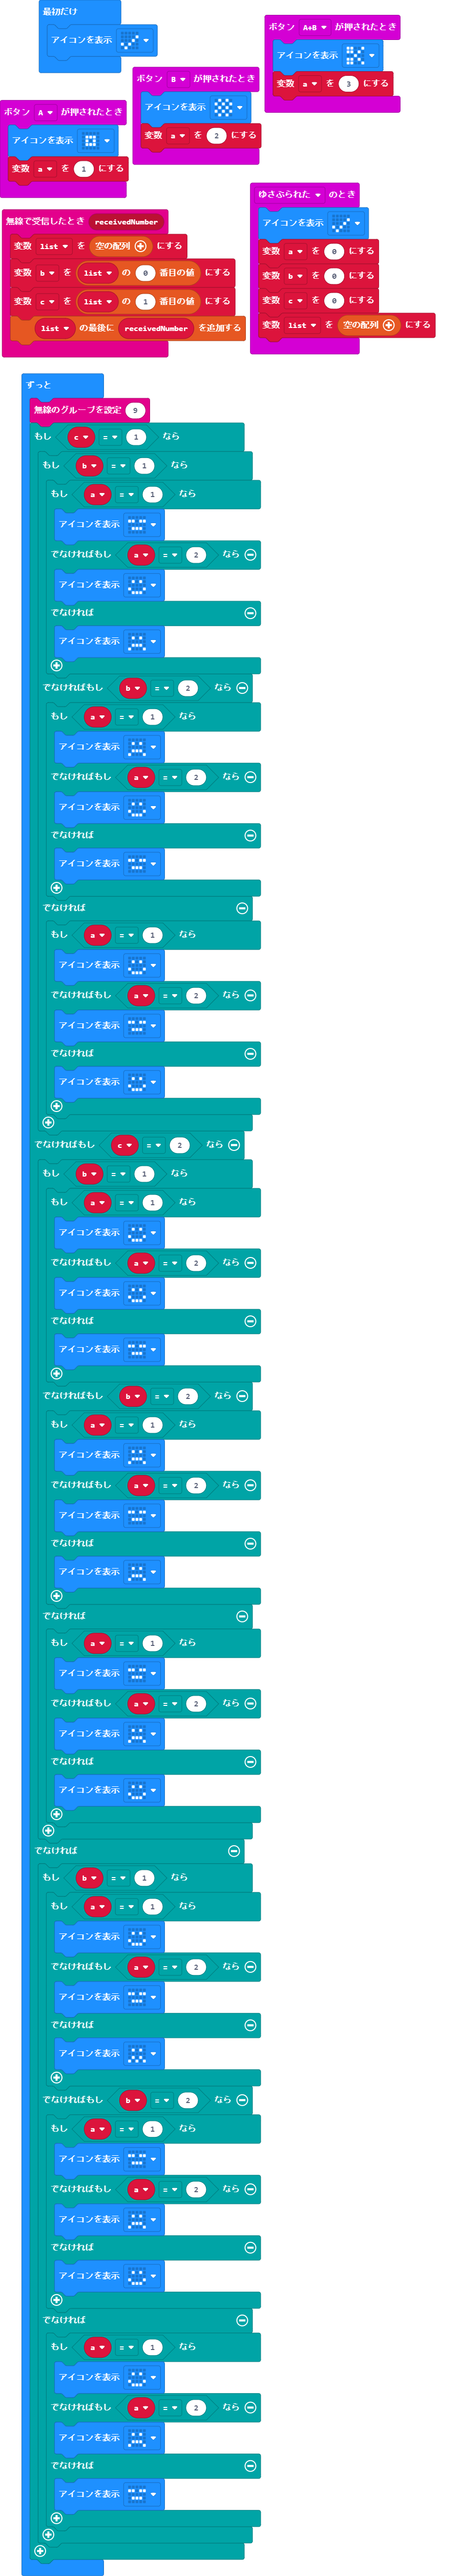 最初だけ
アイコンを表示
ボタン A+B が押されたとき
アイコンを表示
変数 a を 3 にする
ボタン B が押されたとき
アイコンを表示
変数 a を 2 にする
ボタン A が押されたとき
アイコンを表示
変数 a を 1 にする
ゆさぶられた のとき
アイコンを表示
変数 a を 0 にする
変数 b を 0 にする
変数 c を 0 にする
変数 list を 空の配列 にする
無線で受信したとき receivedNumber
変数 list を 空の配列 にする
変数 b を list の 0 番目の値 にする
変数 c を list の 1 番目の値 にする
list の最後に receivedNumber を追加する
ずっと
無線のグループを設定 9
もし c = 1 なら
もし b = 1 なら
もし a = 1 なら
アイコンを表示
でなければもし a = 2 なら
アイコンを表示
でなければ
アイコンを表示
でなければもし b = 2 なら
もし a = 1 なら
アイコンを表示
でなければもし a = 2 なら
アイコンを表示
でなければ
アイコンを表示
でなければ
もし a = 1 なら
アイコンを表示
でなければもし a = 2 なら
アイコンを表示
でなければ
アイコンを表示
でなければもし c = 2 なら
もし b = 1 なら
もし a = 1 なら
アイコンを表示
でなければもし a = 2 なら
アイコンを表示
でなければ
アイコンを表示
でなければもし b = 2 なら
もし a = 1 なら
アイコンを表示
でなければもし a = 2 なら
アイコンを表示
でなければ
アイコンを表示
でなければ
もし a = 1 なら
アイコンを表示
でなければもし a = 2 なら
アイコンを表示
でなければ
アイコンを表示
でなければ
もし b = 1 なら
もし a = 1 なら
アイコンを表示
でなければもし a = 2 なら
アイコンを表示
でなければ
アイコンを表示
でなければもし b = 2 なら
もし a = 1 なら
アイコンを表示
でなければもし a = 2 なら
アイコンを表示
でなければ
アイコンを表示
でなければ
もし a = 1 なら
アイコンを表示
でなければもし a = 2 なら
アイコンを表示
でなければ
アイコンを表示